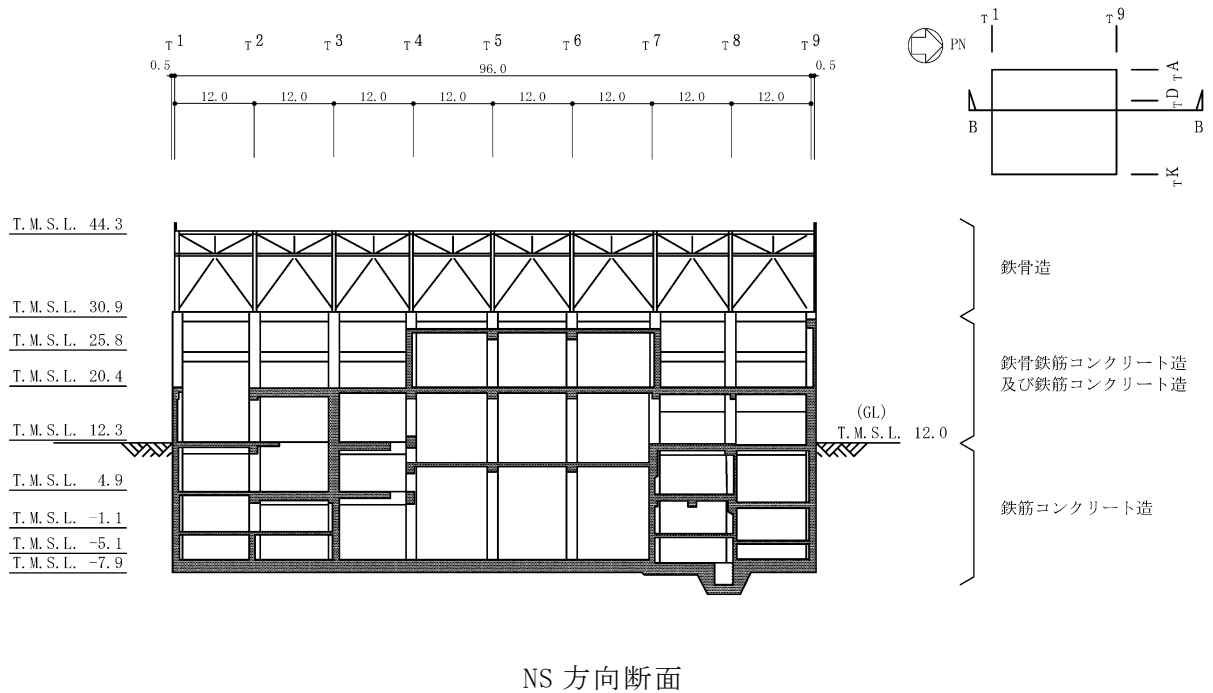 T1 T2 T3 T4 T5 T6 T7 T8 T9
0.5 96.0 0.5
12.0 12.0 12.0 12.0 12.0 12.0 12.0 12.0
T1 T9
PN
TA
TD
B B
TK
T.M.S.L. 44.3
T.M.S.L. 30.9
T.M.S.L. 25.8
T.M.S.L. 20.4
T.M.S.L. 12.3
T.M.S.L. 4.9
T.M.S.L. -1.1
T.M.S.L. -5.1
T.M.S.L. -7.9
(GL)
T.M.S.L. 12.0
鉄骨造
鉄骨鉄筋コンクリート造
及び鉄筋コンクリート造
鉄筋コンクリート造
NS 方向断面